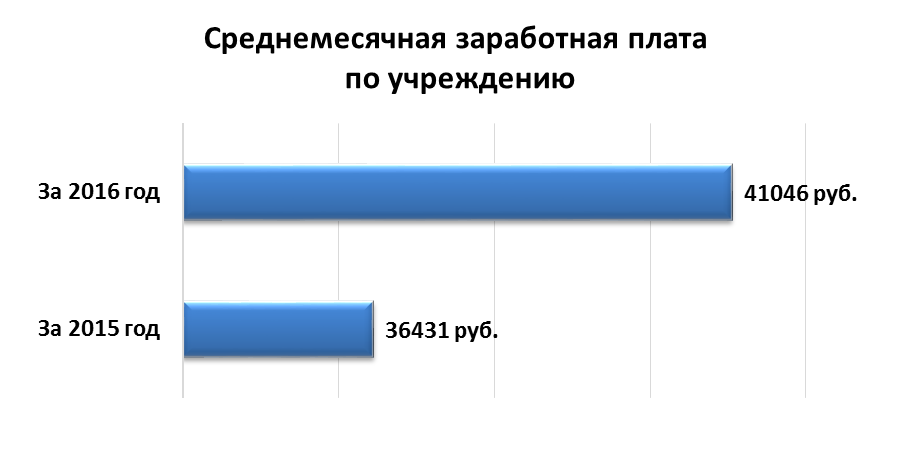 Среднемесячная заработная плата
по учреждению
За 2016 год
41046 руб.
За 2015 год
36431 руб.